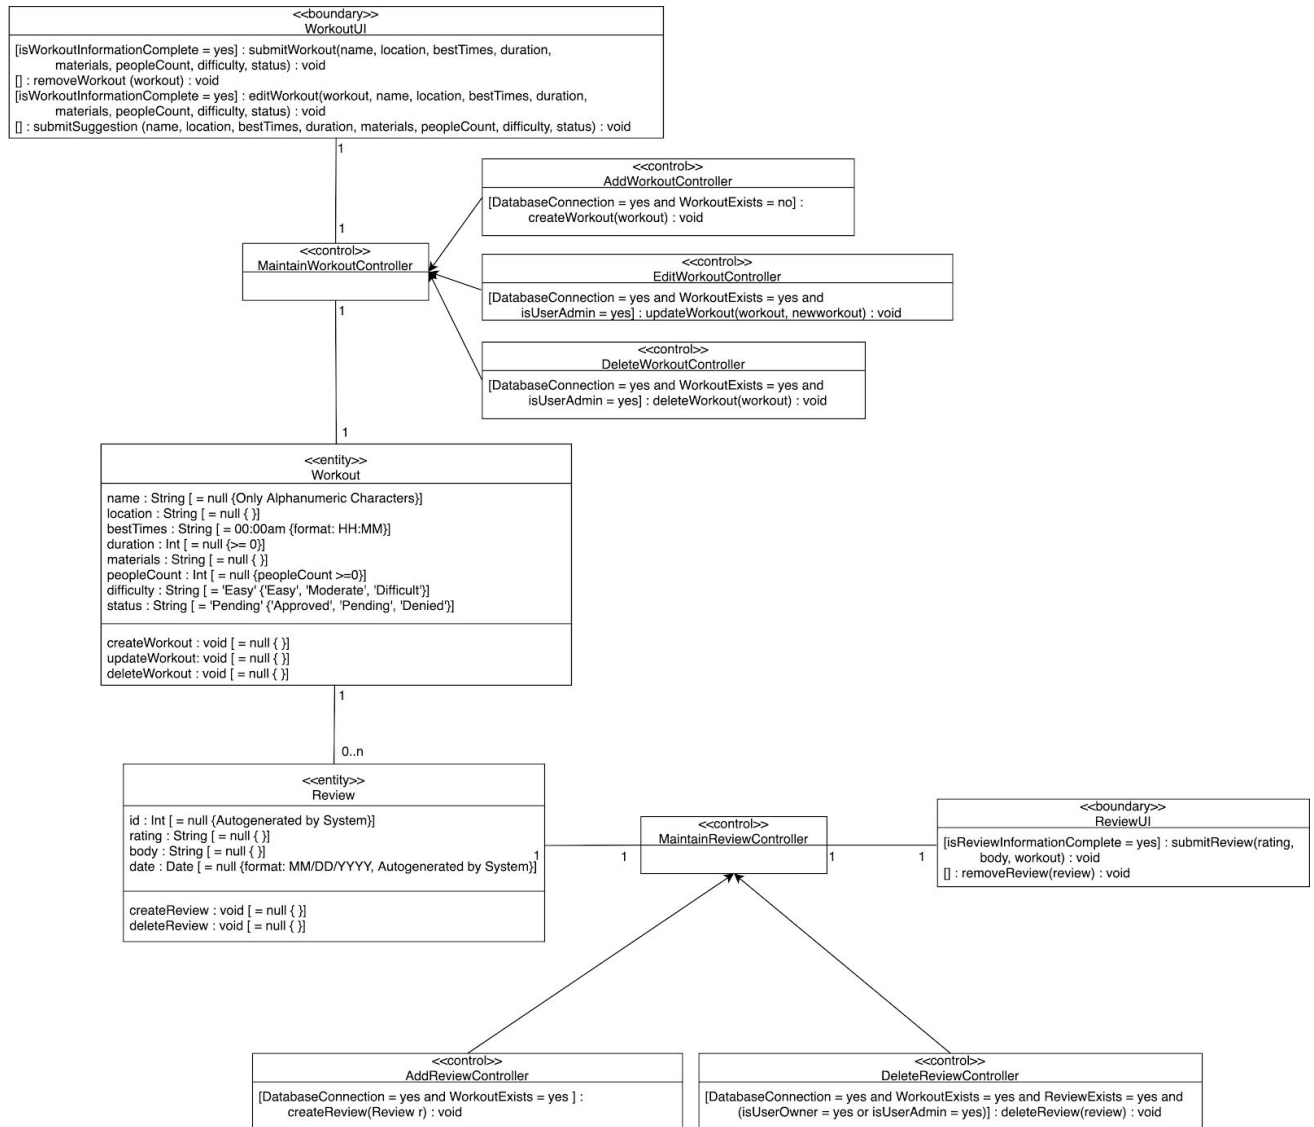 <<boundary>>
WorkoutUI
[isWorkoutInformationComplete = yes] : submitWorkout(name, location, bestTimes, duration,
materials, peopleCount, difficulty, status) : void
[] : removeWorkout (workout) : void
[isWorkoutInformationComplete = yes] : editWorkout(workout, name, location, bestTimes, duration,
materials, peopleCount, difficulty, status) : void
[] : submitSuggestion (name, location, bestTimes, duration, materials, peopleCount, difficulty, status) : void
1
1
<<control>>
MaintainWorkoutController
<<control>>
AddWorkoutController
[DatabaseConnection = yes and WorkoutExists = no] :
createWorkout(workout) : void
<<control>>
EditWorkoutController
[DatabaseConnection = yes and WorkoutExists = yes and
isUserAdmin = yes] : updateWorkout(workout, newworkout) : void
<<control>>
DeleteWorkoutController
[DatabaseConnection = yes and WorkoutExists = yes and
isUserAdmin = yes] : deleteWorkout(workout) : void
1
1
<<entity>>
Workout
name : String [ = null {Only Alphanumeric Characters}]
location : String [ = null { }]
bestTimes : String [ = 00:00am {format: HH:MM}]
duration : Int [ = null {>= 0}]
materials : String [ = null { }]
peopleCount : Int [ = null {peopleCount >=0}]
difficulty : String [ = 'Easy' {'Easy', 'Moderate', 'Difficult'}]
status : String [ = 'Pending' {'Approved', 'Pending', 'Denied'}]
createWorkout : void [ = null { }]
updateWorkout: void [ = null { }]
deleteWorkout : void [ = null { }]
1
0..n
<<entity>>
Review
id : Int [ = null {Autogenerated by System}]
rating : String [ = null { }]
body : String [ = null { }]
date : Date [ = null {format: MM/DD/YYYY, Autogenerated by System}]
createReview : void [ = null { }]
deleteReview : void [ = null { }]
1
1
<<control>>
MaintainReviewController
1
1
<<boundary>>
ReviewUI
[isReviewInformationComplete = yes] : submitReview(rating,
body, workout) : void
[] : removeReview(review) : void
<<control>>
AddReviewController
[DatabaseConnection = yes and WorkoutExists = yes ] :
createReview(Review r) : void
<<control>>
DeleteReviewController
[DatabaseConnection = yes and WorkoutExists = yes and ReviewExists = yes and
(isUserOwner = yes or isUserAdmin = yes)] : deleteReview(review) : void